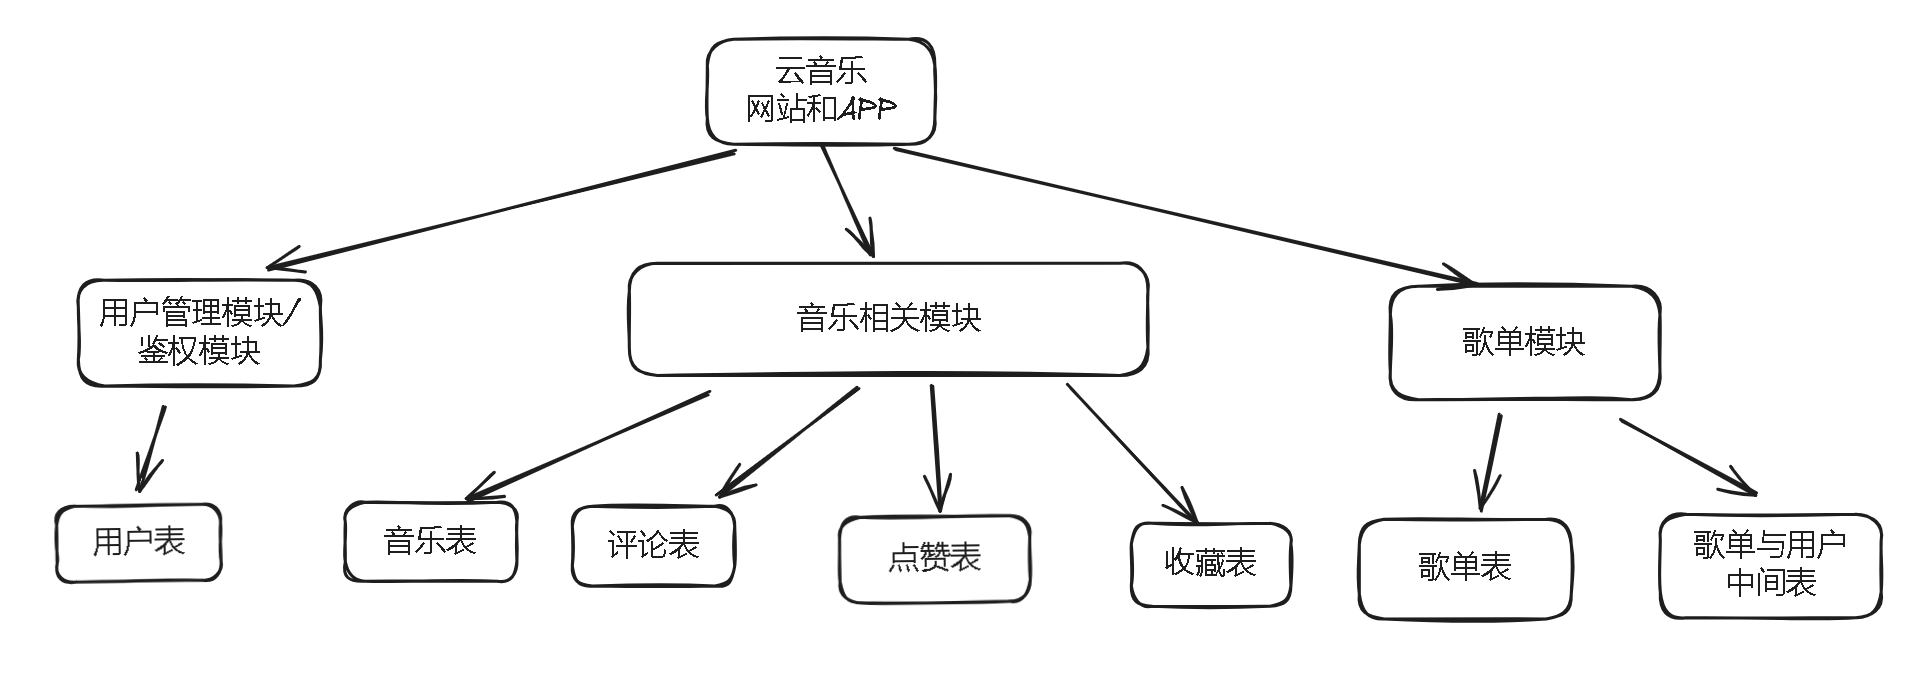 云音乐
网站和APP
用户管理模块/
鉴权模块
音乐相关模块
歌单模块
用户表
音乐表
评论表
点赞表
收藏表
歌单表
歌单与用户
中间表